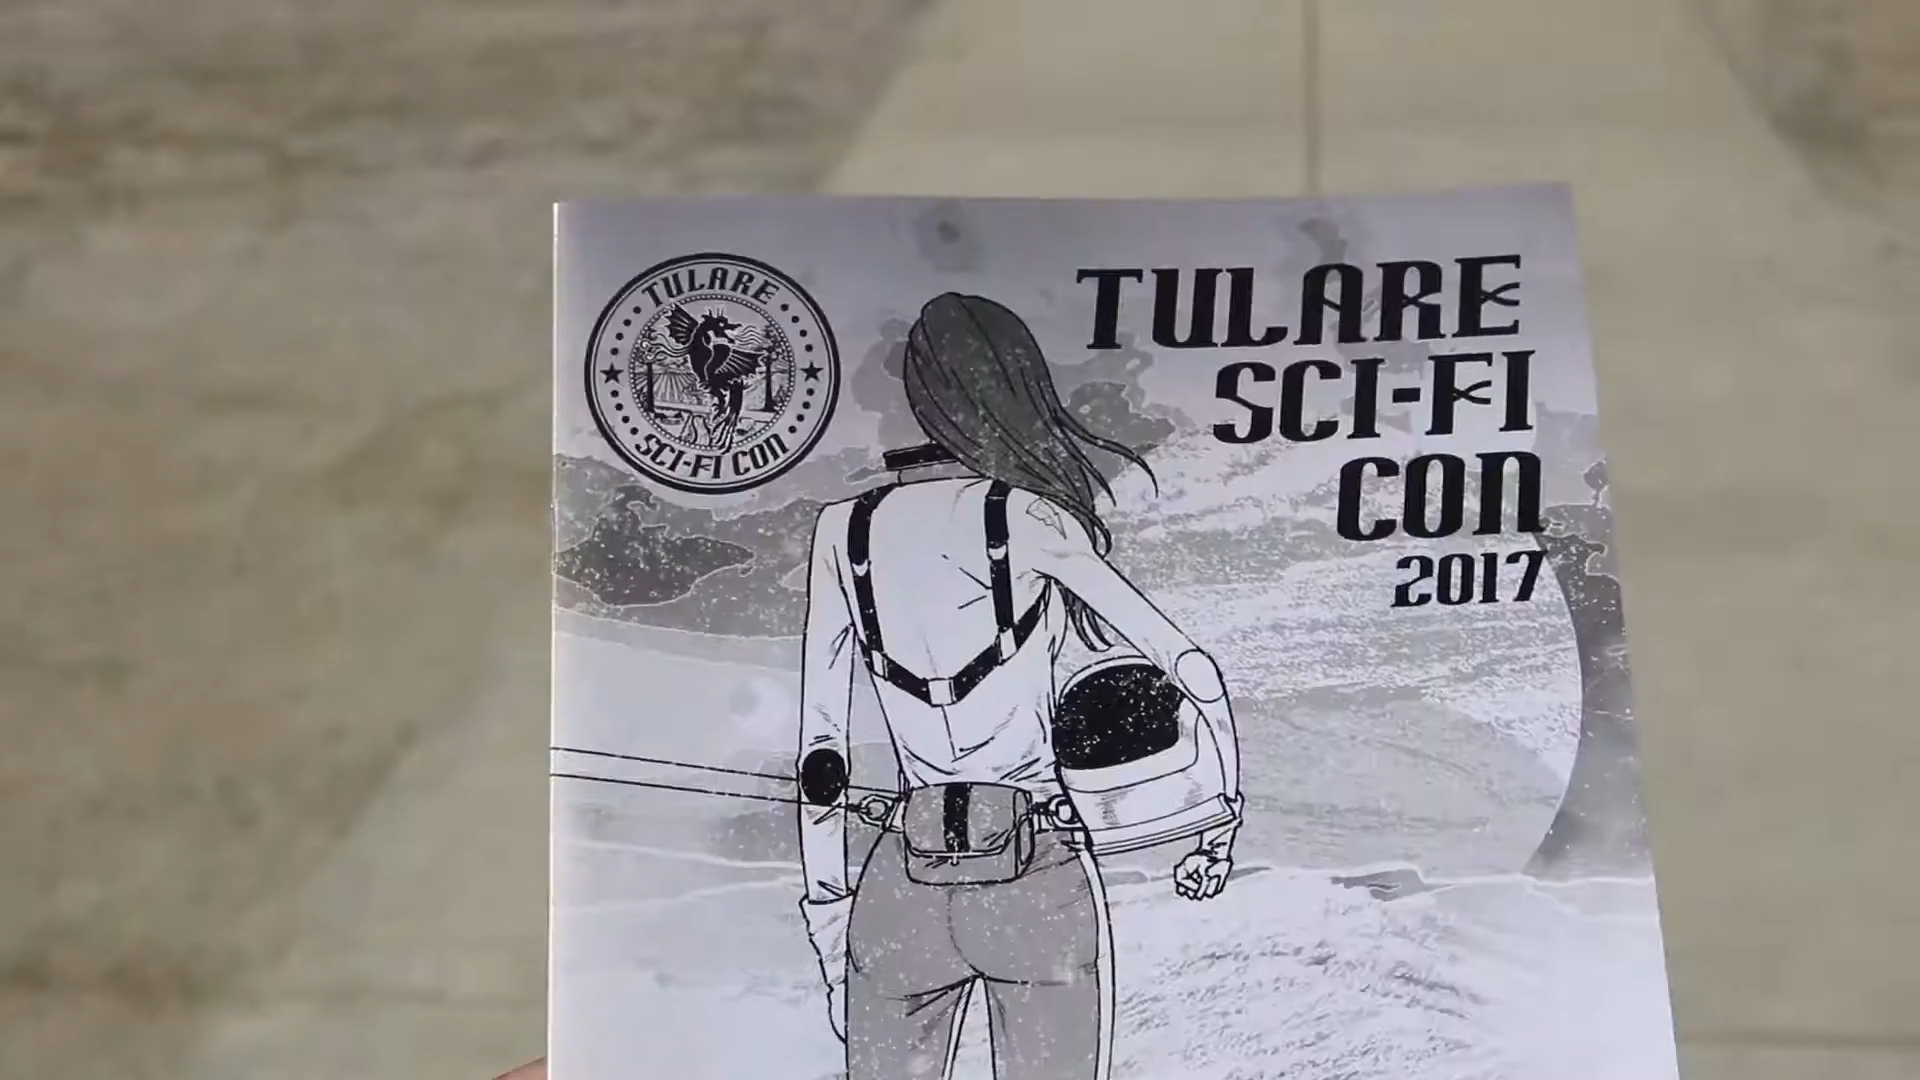 TULARE
SCI-FI CON
TULARE
SCI-FI
CON
2017